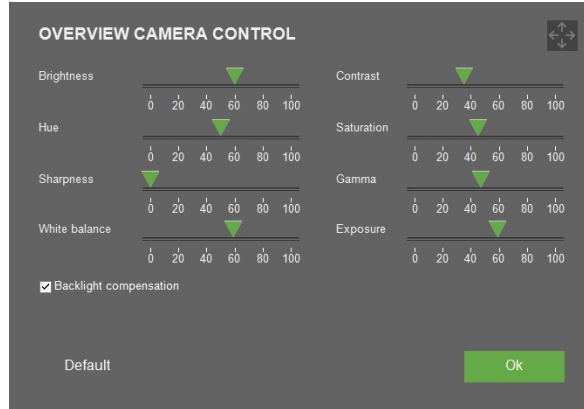 OVERVIEW CAMERA CONTROL
Brightness
0 20 40 60 80 100
Contrast
0 20 40 60 80 100
Hue
0 20 40 60 80 100
Saturation
0 20 40 60 80 100
Sharpness
0 20 40 60 80 100
Gamma
0 20 40 60 80 100
White balance
0 20 40 60 80 100
Exposure
0 20 40 60 80 100
Backlight compensation
Default
Ok